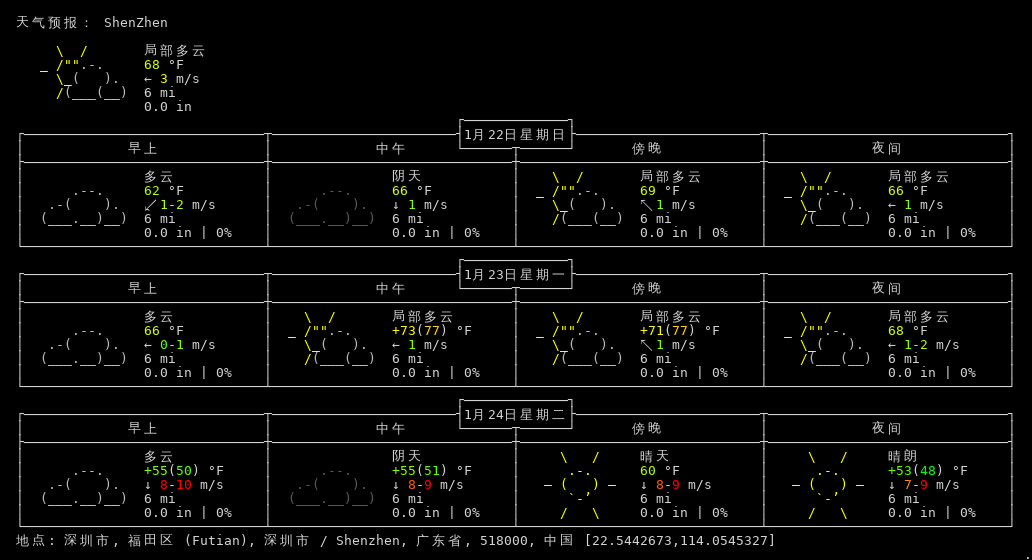 天气预报： ShenZhen
局部多云
68 °F
← 3 m/s
6 mi
0.0 in
1月22日星期日
早上 中午 傍晚 夜间
多云 阴天 局部多云 局部多云
62 °F 66 °F 69 °F 66 °F
↙ 1-2 m/s ↓ 1 m/s ↖ 1 m/s ← 1 m/s
6 mi 6 mi 6 mi 6 mi
0.0 in | 0% 0.0 in | 0% 0.0 in | 0% 0.0 in | 0%
1月23日星期一
早上 中午 傍晚 夜间
多云 局部多云 局部多云 局部多云
66 °F +73(77) °F +71(77) °F 68 °F
← 0-1 m/s ← 1 m/s ↖ 1 m/s ← 1-2 m/s
6 mi 6 mi 6 mi 6 mi
0.0 in | 0% 0.0 in | 0% 0.0 in | 0% 0.0 in | 0%
1月24日星期二
早上 中午 傍晚 夜间
多云 阴天 晴天 晴朗
+55(50) °F +55(51) °F 60 °F +53(48) °F
↓ 8-10 m/s ↓ 8-9 m/s ↓ 8-9 m/s ↓ 7-9 m/s
6 mi 6 mi 6 mi 6 mi
0.0 in | 0% 0.0 in | 0% 0.0 in | 0% 0.0 in | 0%
地点: 深圳市, 福田区 (Futian), 深圳市 / Shenzhen, 广东省, 518000, 中国 [22.5442673,114.0545327]